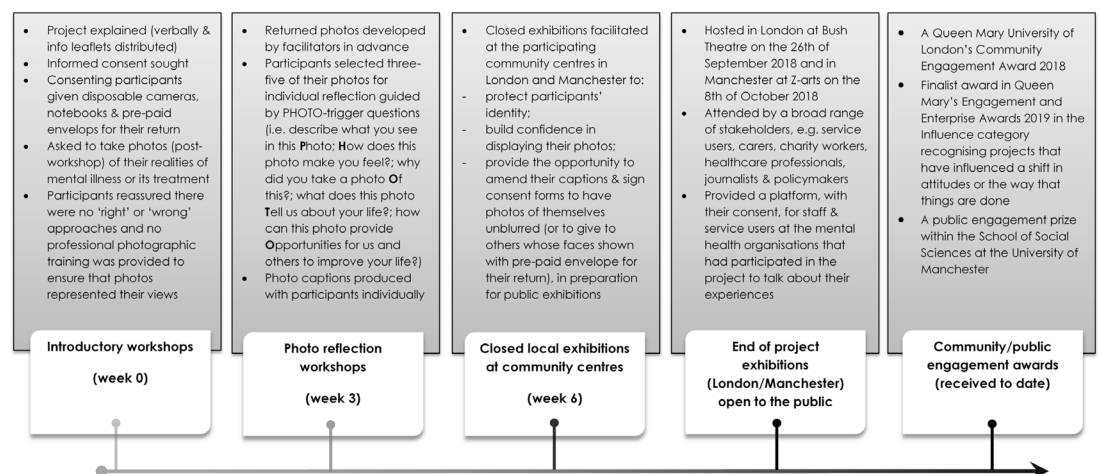 • Project explained (verbally &
info leaflets distributed)
• Informed consent sought
• Consenting participants
given disposable cameras,
notebooks & pre-paid
envelops for their return
• Asked to take photos (post-
workshop) of their realities of
mental illness or its treatment
• Participants reassured there
were no ‘right’ or ‘wrong’
approaches and no
professional photographic
training was provided to
ensure that photos
represented their views
Introductory workshops
(week 0)
• Returned photos developed
by facilitators in advance
• Participants selected three-
five of their photos for
individual reflection guided
by PHOTO-trigger questions
(i.e. describe what you see
in this Photo; How does this
photo make you feel?; why
did you take a photo Of
this?; what does this photo
Tell us about your life?; how
can this photo provide
Opportunities for us and
others to improve your life?)
• Photo captions produced
with participants individually
Photo reflection
workshops
(week 3)
• Closed exhibitions facilitated
at the participating
community centres in
London and Manchester to:
- protect participants’
identity;
- build confidence in
displaying their photos;
- provide the opportunity to
amend their captions & sign
consent forms to have
photos of themselves
unblurred (or to give to
others whose faces shown
with pre-paid envelope for
their return), in preparation
for public exhibitions
Closed local exhibitions
at community centres
(week 6)
• Hosted in London at Bush
Theatre on the 26th of
September 2018 and in
Manchester at Z-arts on the
8th of October 2018
• Attended by a broad range
of stakeholders, e.g. service
users, carers, charity workers,
healthcare professionals,
journalists & policymakers
• Provided a platform, with
their consent, for staff &
service users at the mental
health organisations that
had participated in the
project to talk about their
experiences
End of project
exhibitions
(London/Manchester)
open to the public
• A Queen Mary University of
London’s Community
Engagement Award 2018
• Finalist award in Queen
Mary’s Engagement and
Enterprise Awards 2019 in the
Influence category
recognising projects that
have influenced a shift in
attitudes or the way that
things are done
• A public engagement prize
within the School of Social
Sciences at the University of
Manchester
Community/public
engagement awards
(received to date)